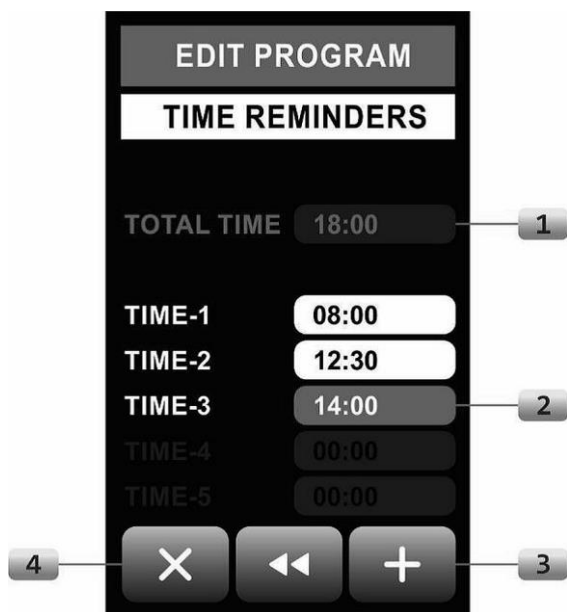 EDIT PROGRAM
TIME REMINDERS
TOTAL TIME 18:00 1
TIME-1 08:00
TIME-2 12:30
TIME-3 14:00 2
TIME-4 00:00
TIME-5 00:00
4 3